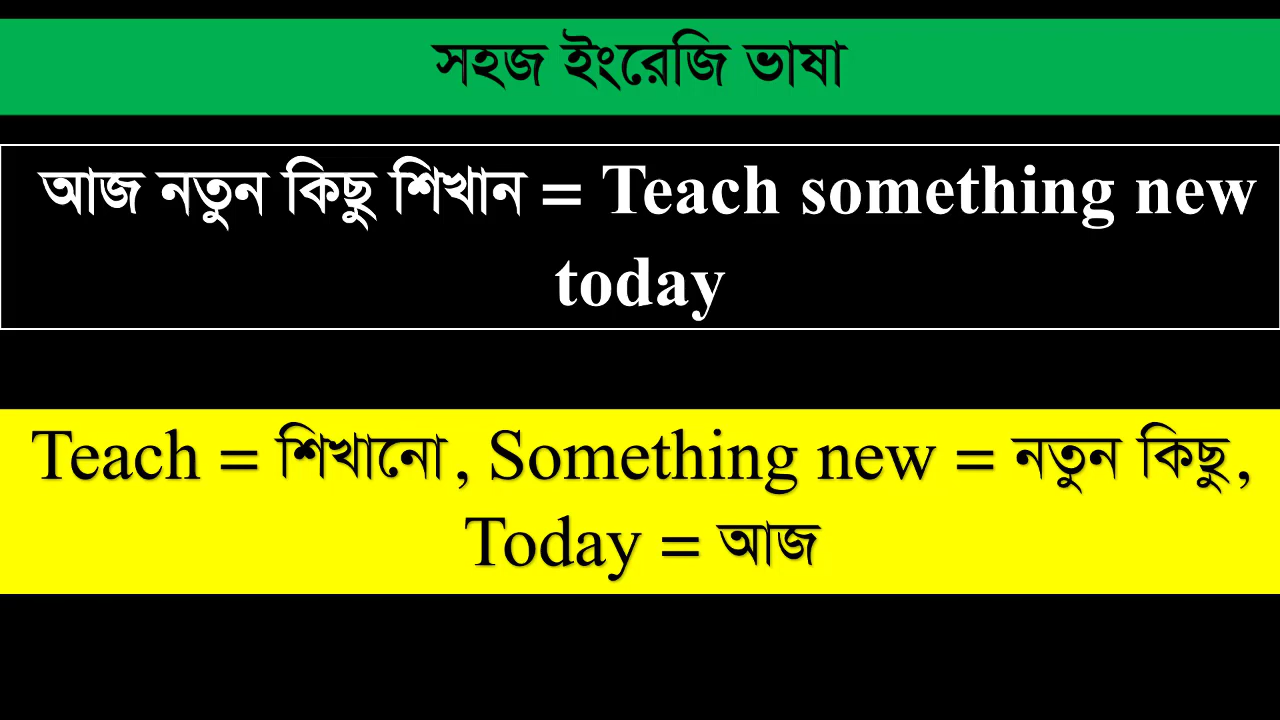 সহজ ইংরেজি ভাষা
আজ নতুন কিছু শিখান = Teach something new
today
Teach = শিখানো, Something new = নতুন কিছু,
Today = আজ